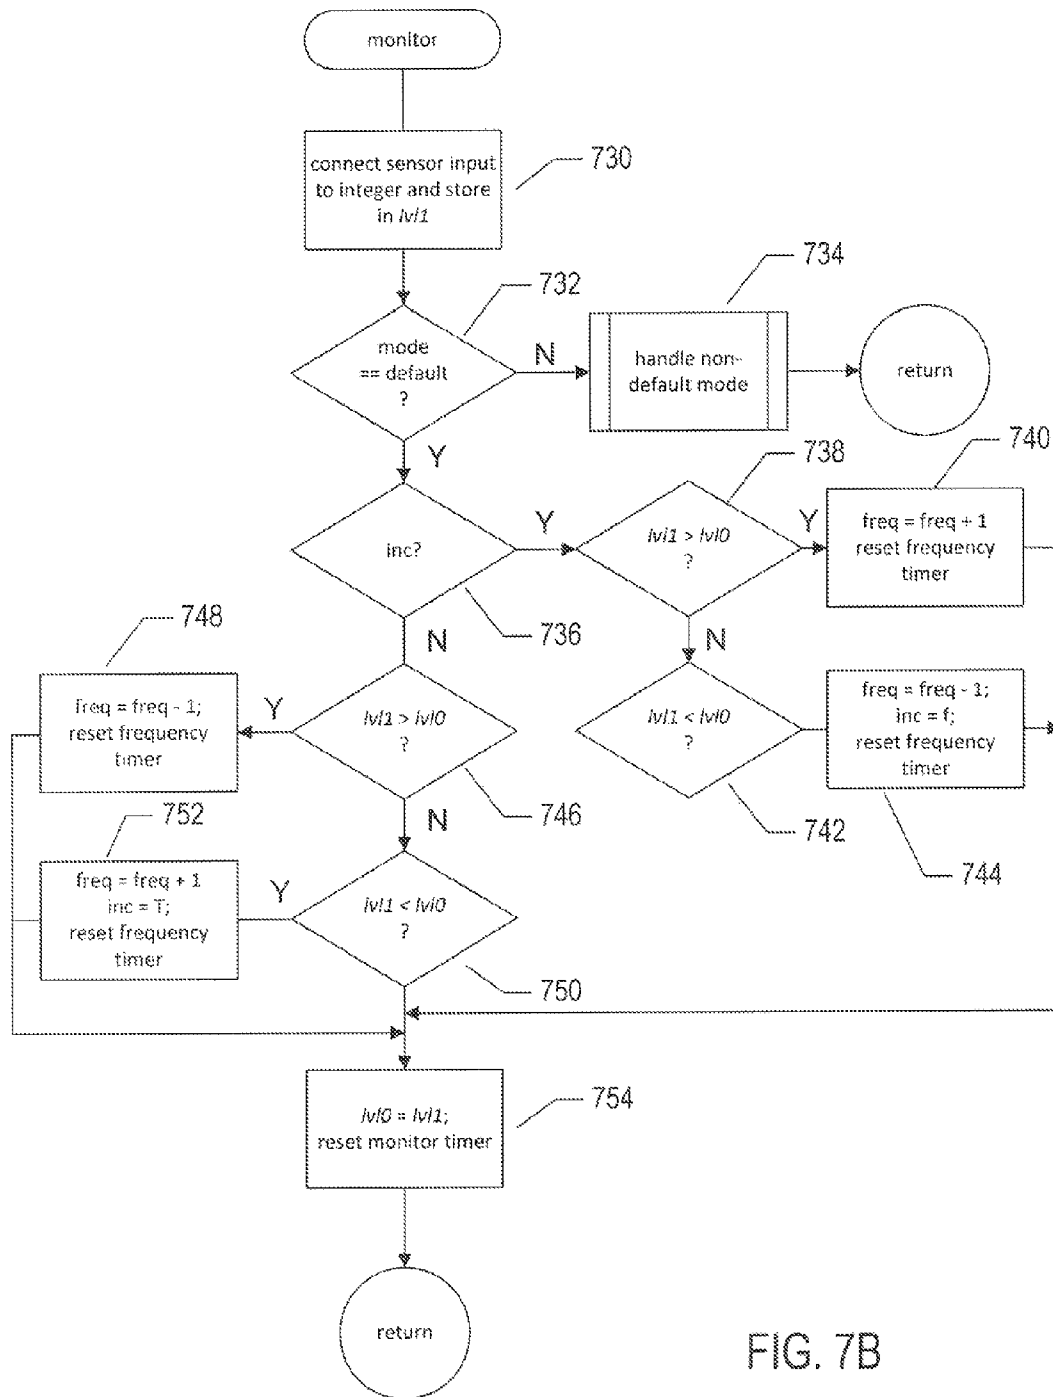 monitor
connect sensor input
to integer and store
in lvl1
730
732
mode
== default
?
N
734
handle non-
default mode
return
Y
inc?
736
Y
738
lvl1 > lvl0
?
Y
740
freq = freq + 1
reset frequency
timer
N
N
748
freq = freq - 1;
reset frequency
timer
Y
lvl1 > lvl0
?
746
lvl1 < lvl0
?
742
freq = freq - 1;
inc = f;
reset frequency
timer
744
N
752
freq = freq + 1
inc = T;
reset frequency
timer
Y
lvl1 < lvl0
?
750
lvl0 = lvl1;
reset monitor timer
754
return
FIG. 7B